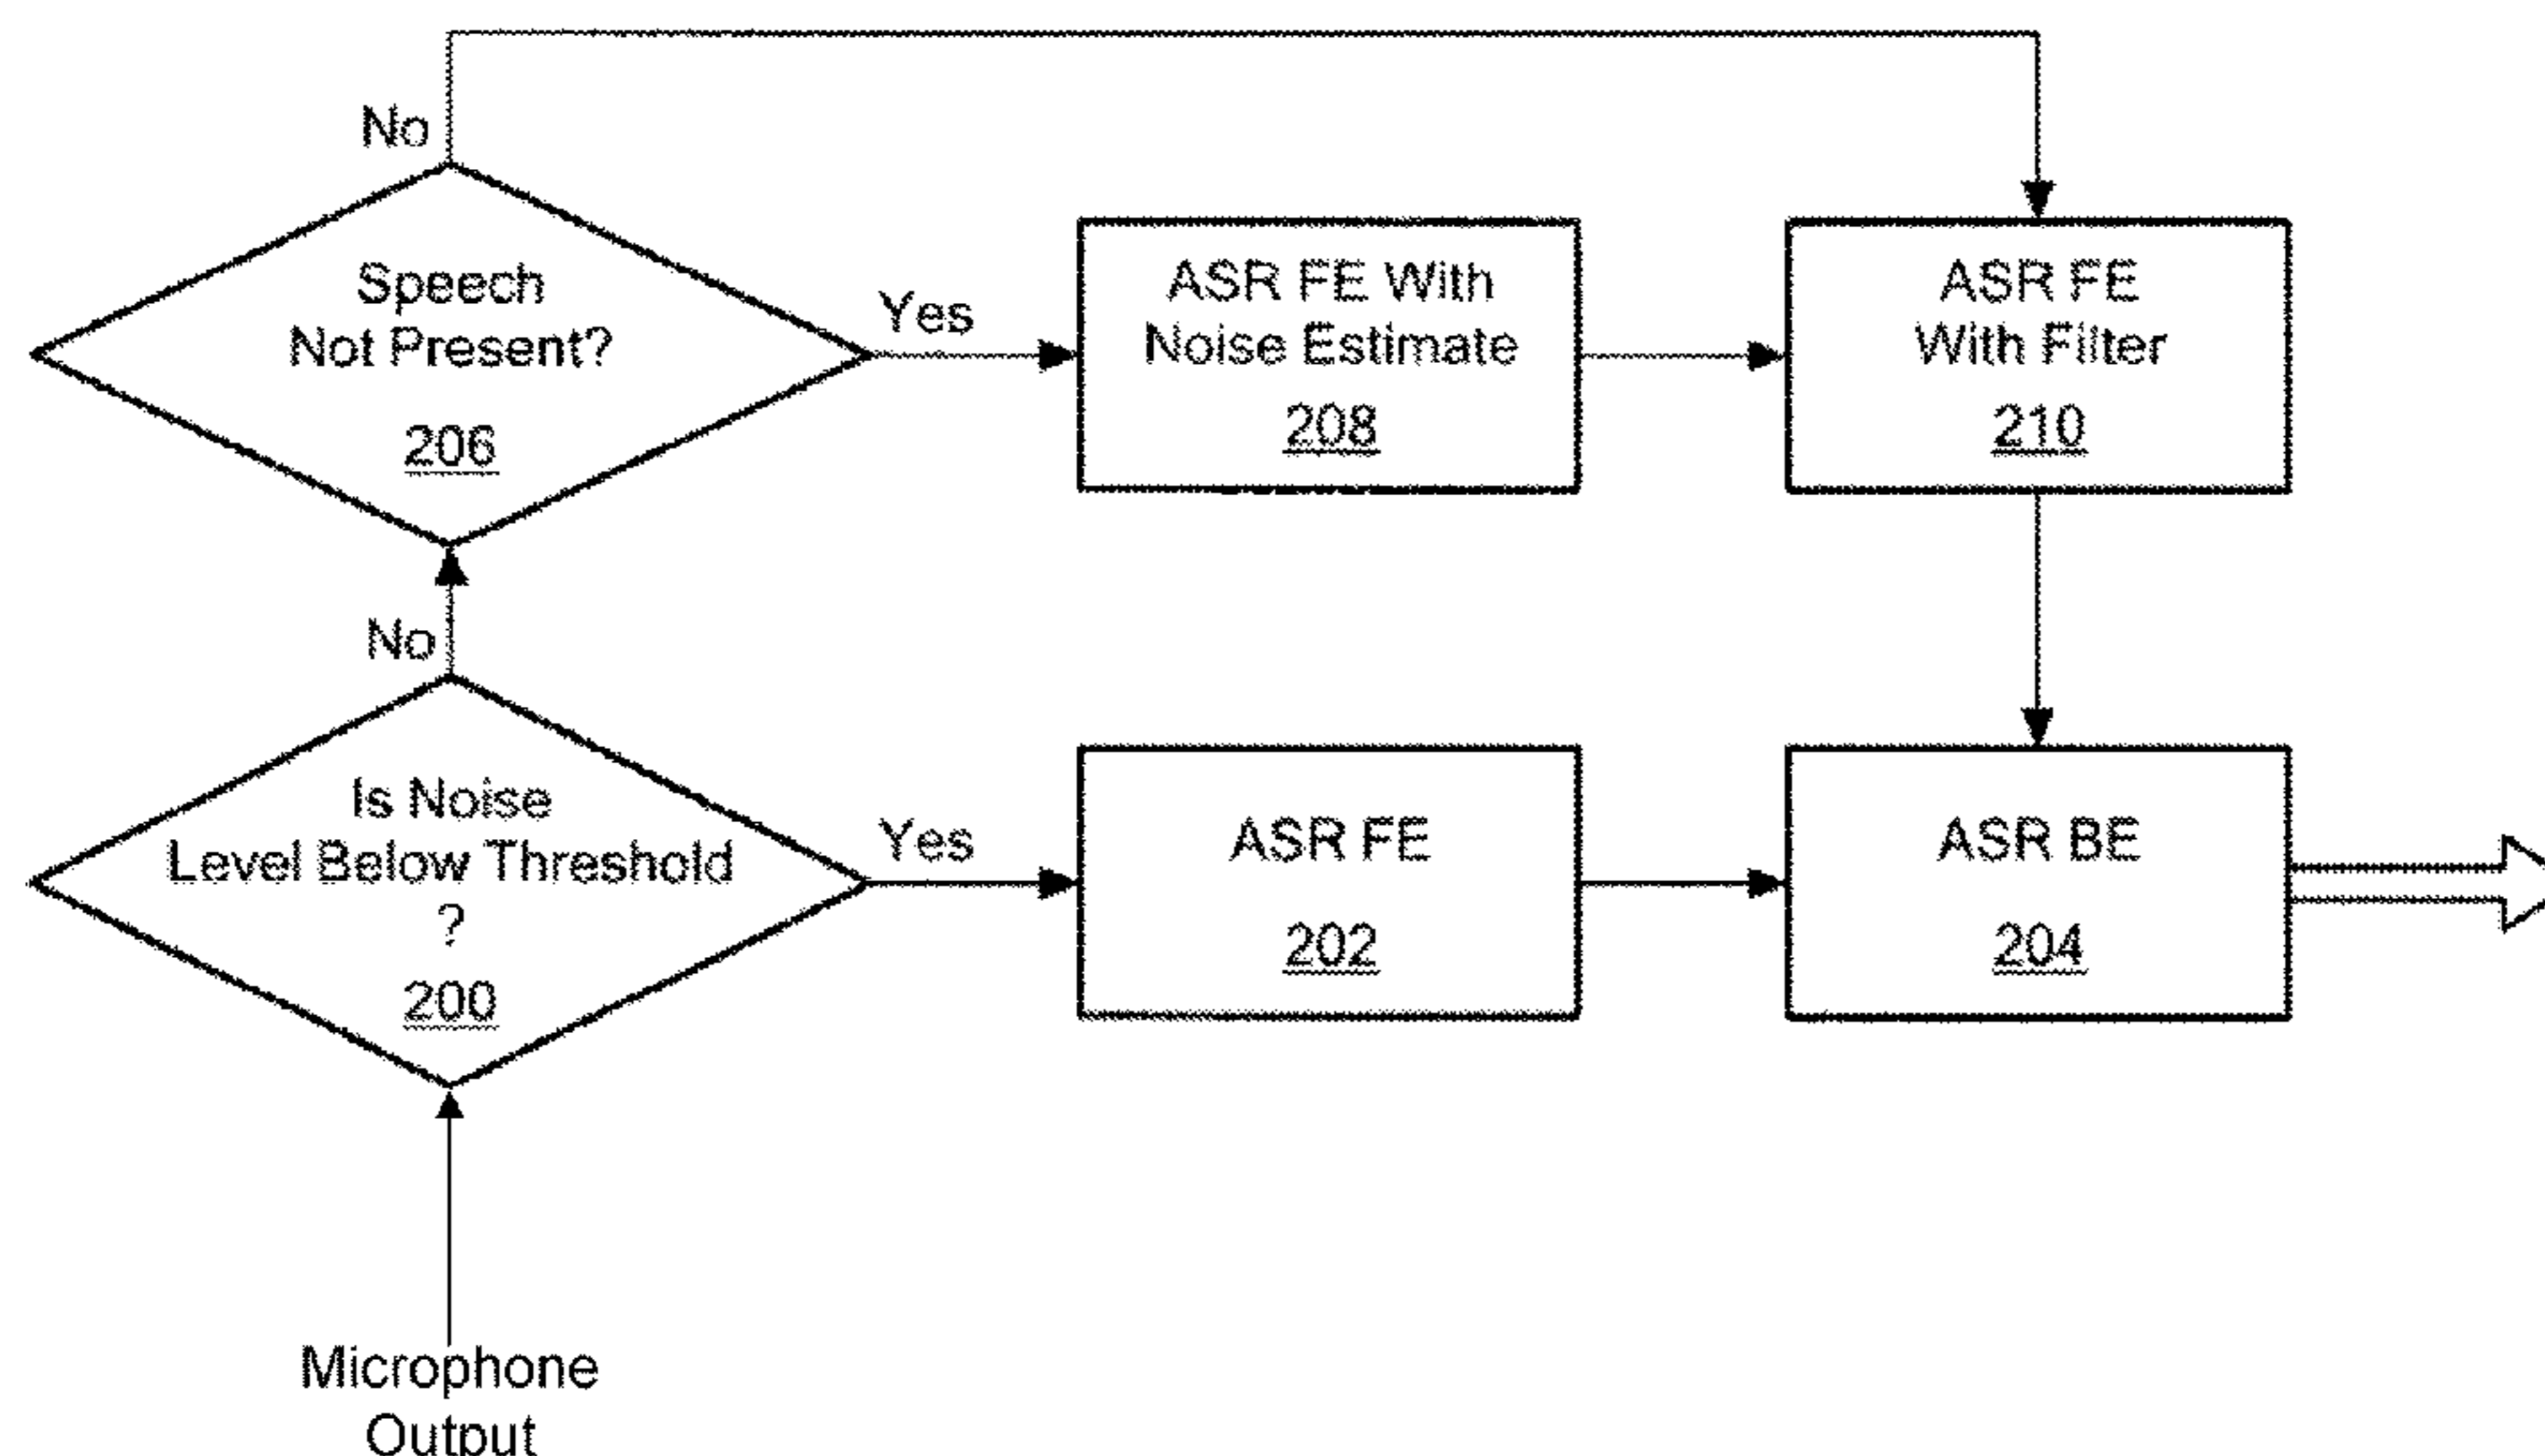 No
Speech
Not Present?
206
Yes
ASR FE With
Noise Estimate
208
ASR FE
With Filter
210
No
Is Noise
Level Below Threshold
?
200
Yes
ASR FE
202
ASR BE
204
Microphone
Output